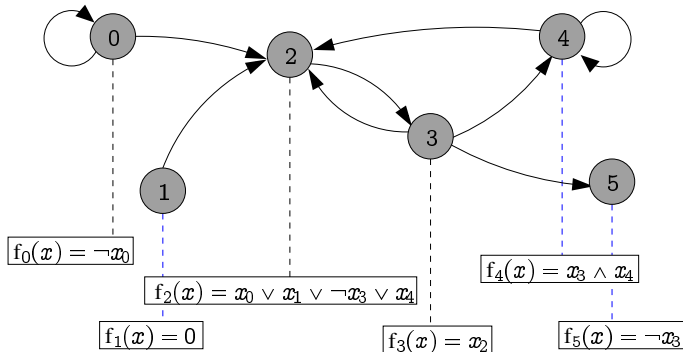 0
2
4
3
1
5
f₀(x) = ¬x₀
f₄(x) = x₃ ∧ x₄
f₂(x) = x₀ ∨ x₁ ∨ ¬x₃ ∨ x₄
f₁(x) = 0
f₃(x) = x₂
f₅(x) = ¬x₃